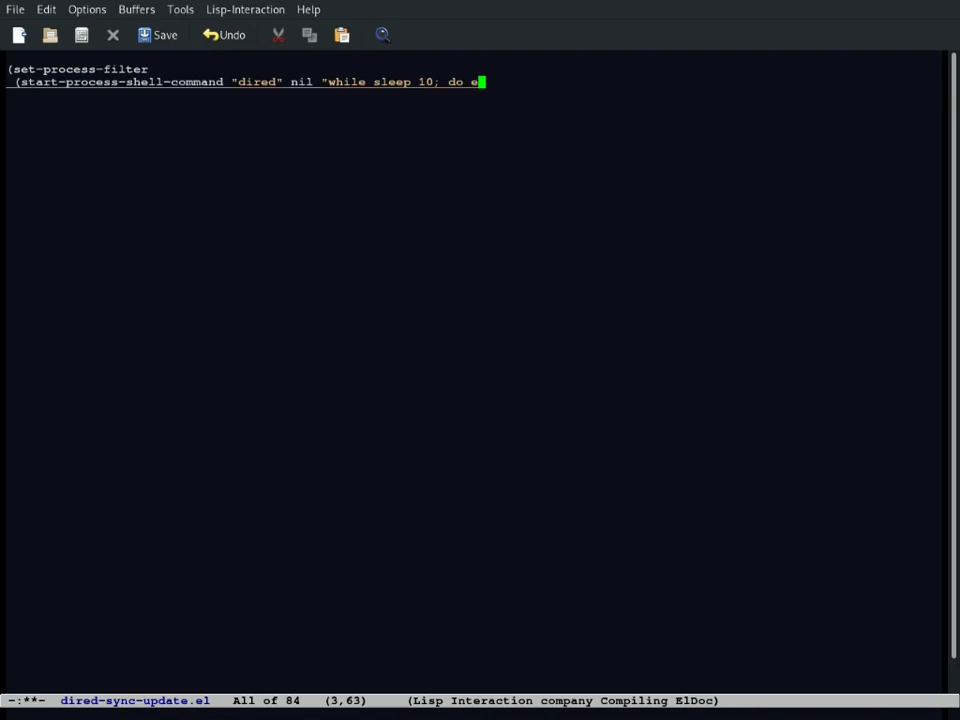 File Edit Options Buffers Tools Lisp-Interaction Help
Save Undo
(set-process-filter
(start-process-shell-command "dired" nil "while sleep 10; do e
-:**- dired-sync-update.el All of 84 (3,63) (Lisp Interaction company Compiling ElDoc)